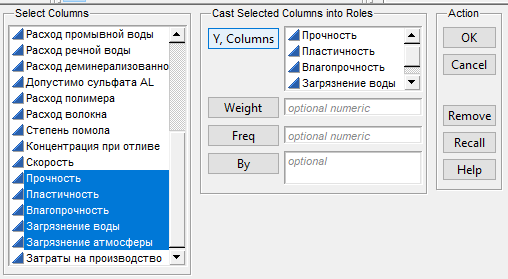 Select Columns
Расход промывной воды
Расход речной воды
Расход деминерализованно
Допустимо сульфата AL
Расход полимера
Расход волокна
Степень помола
Концентрация при отливе
Скорость
Прочность
Пластичность
Влагопрочность
Загрязнение воды
Загрязнение атмосферы
Затраты на производство
Cast Selected Columns into Roles
Y, Columns
Прочность
Пластичность
Влагопрочность
Загрязнение воды
Weight
optional numeric
Freq
optional numeric
By
optional
Action
OK
Cancel
Remove
Recall
Help